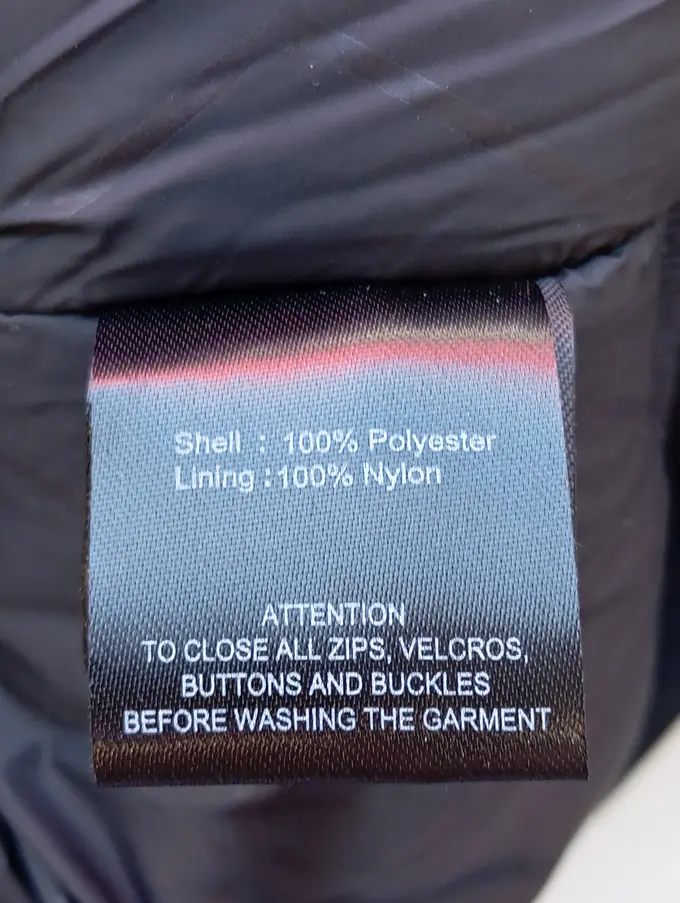 Shell : 100% Polyester
Lining :100% Nylon
ATTENTION
TO CLOSE ALL ZIPS, VELCROS,
BUTTONS AND BUCKLES
BEFORE WASHING THE GARMENT